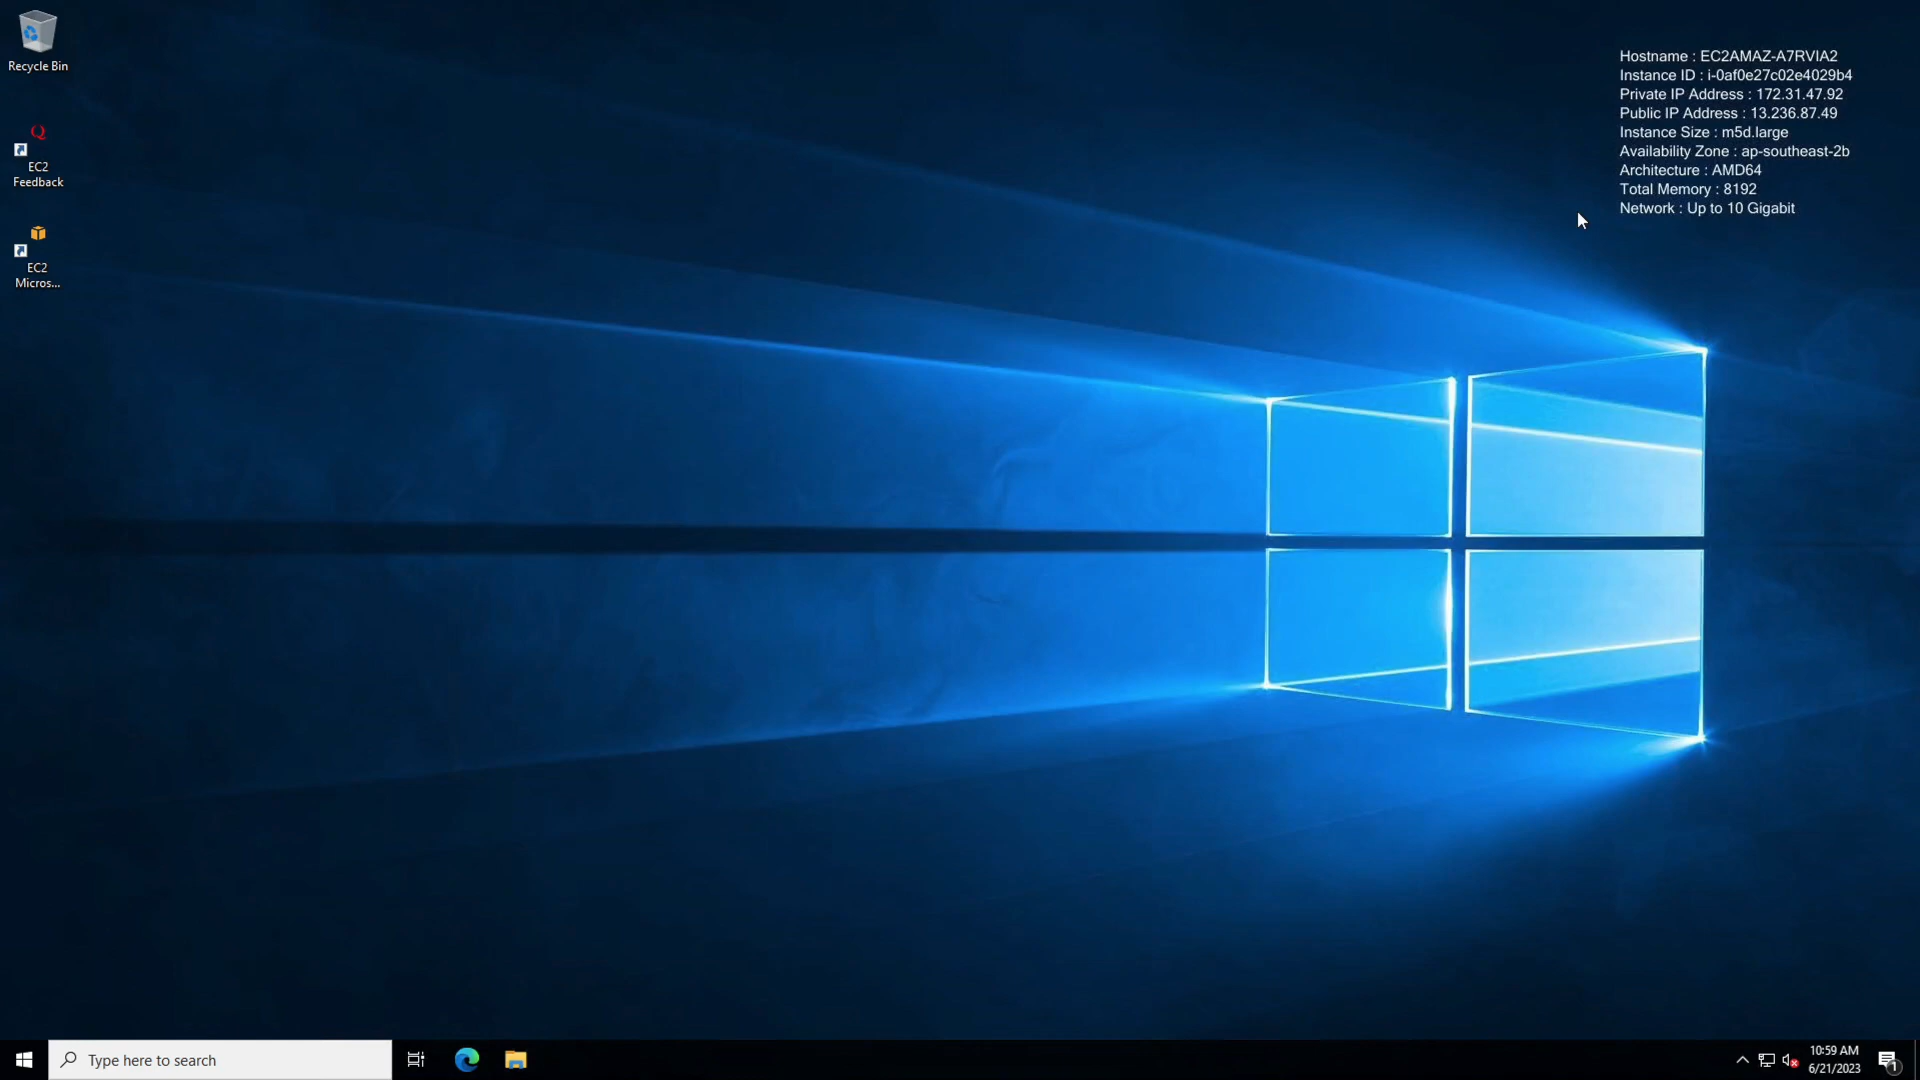 Recycle Bin
Q
EC2
Feedback
EC2
Micros...
Hostname : EC2AMAZ-A7RVIA2
Instance ID : i-0af0e27c02e4029b4
Private IP Address : 172.31.47.92
Public IP Address : 13.236.87.49
Instance Size : m5d.large
Availability Zone : ap-southeast-2b
Architecture : AMD64
Total Memory : 8192
Network : Up to 10 Gigabit
Type here to search
10:59 AM
6/21/2023
1